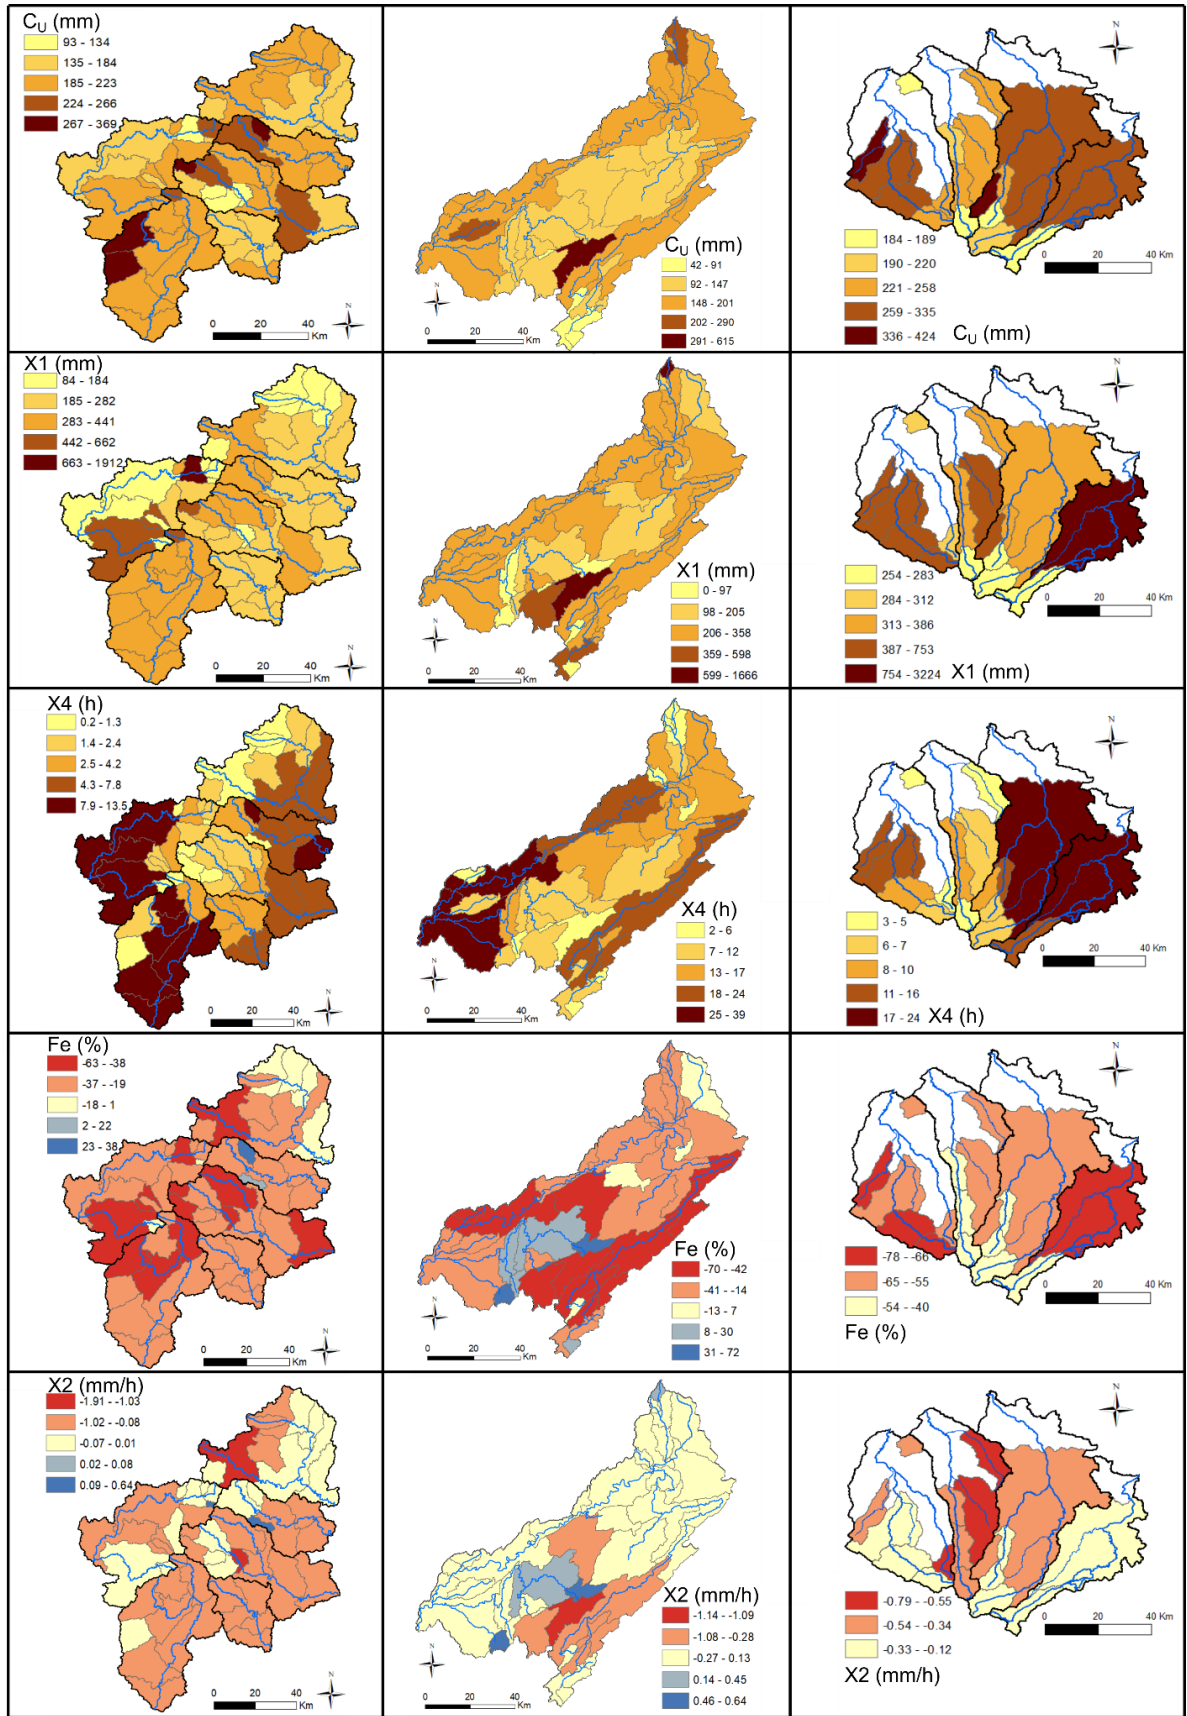 C_U (mm)
93 - 134
135 - 184
185 - 223
224 - 266
267 - 369
0 20 40
Km
N
C_U (mm)
42 - 91
92 - 147
148 - 201
202 - 290
291 - 615
0 20 40
Km
N
N
184 - 189
190 - 220
221 - 258
259 - 335
336 - 424
C_U (mm)
0 20 40 Km
X1 (mm)
84 - 184
185 - 282
283 - 441
442 - 662
663 - 1912
0 20 40
Km
N
X1 (mm)
0 - 97
98 - 205
206 - 358
359 - 598
599 - 1666
0 20 40
Km
N
N
254 - 283
284 - 312
313 - 386
387 - 753
754 - 3224
X1 (mm)
0 20 40 Km
X4 (h)
0.2 - 1.3
1.4 - 2.4
2.5 - 4.2
4.3 - 7.8
7.9 - 13.5
0 20 40
Km
N
X4 (h)
2 - 6
7 - 12
13 - 17
18 - 24
25 - 39
0 20 40
Km
N
N
3 - 5
6 - 7
8 - 10
11 - 16
17 - 24
X4 (h)
0 20 40 Km
Fe (%)
-63 - -38
-37 - -19
-18 - 1
2 - 22
23 - 38
0 20 40
Km
N
Fe (%)
-70 - -42
-41 - -14
-13 - 7
8 - 30
31 - 72
0 20 40
Km
N
N
-78 - -66
-65 - -55
-54 - -40
Fe (%)
0 20 40 Km
X2 (mm/h)
-1.91 - -1.03
-1.02 - -0.08
-0.07 - 0.01
0.02 - 0.08
0.09 - 0.64
0 20 40
Km
N
X2 (mm/h)
-1.14 - -1.09
-1.08 - -0.28
-0.27 - 0.13
0.14 - 0.45
0.46 - 0.64
0 20 40
Km
N
N
-0.79 - -0.55
-0.54 - -0.34
-0.33 - -0.12
X2 (mm/h)
0 20 40 Km